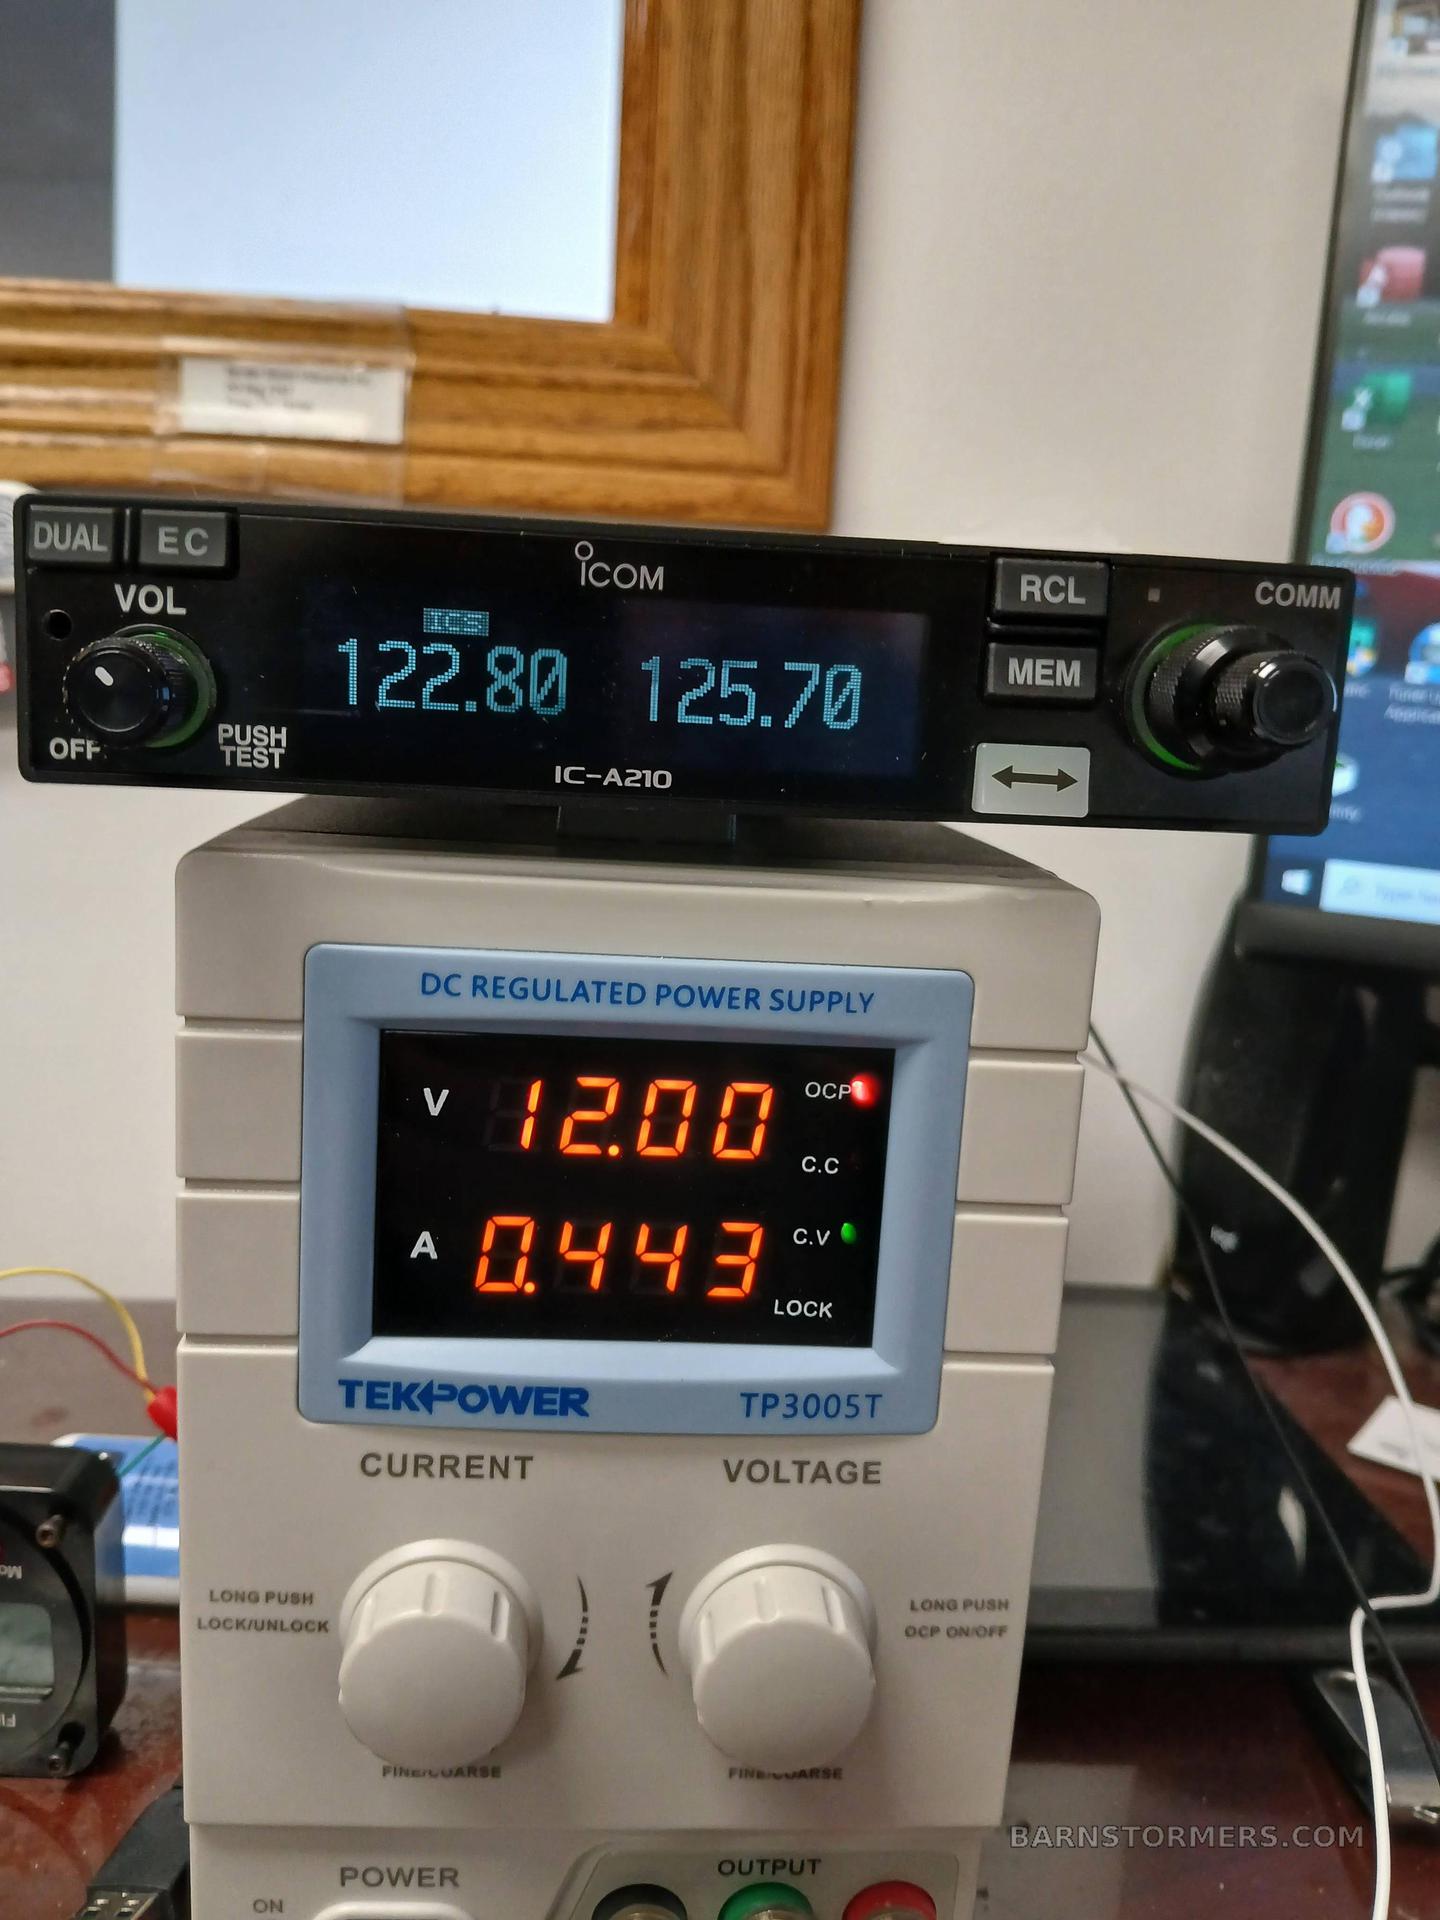 DUAL
EC
ICOM
RCL
COMM
VOL
ICS
MEM
122.80
125.70
OFF
PUSH
TEST
IC-A210
DC REGULATED POWER SUPPLY
V
12.00
OCP
C.C
A
0.443
C.V
LOCK
TEKPOWER
TP3005T
CURRENT
VOLTAGE
LONG PUSH
LOCK/UNLOCK
LONG PUSH
OCP ON/OFF
FINE/COARSE
FINE/COARSE
BARNSTORMERS.COM
POWER
OUTPUT
ON